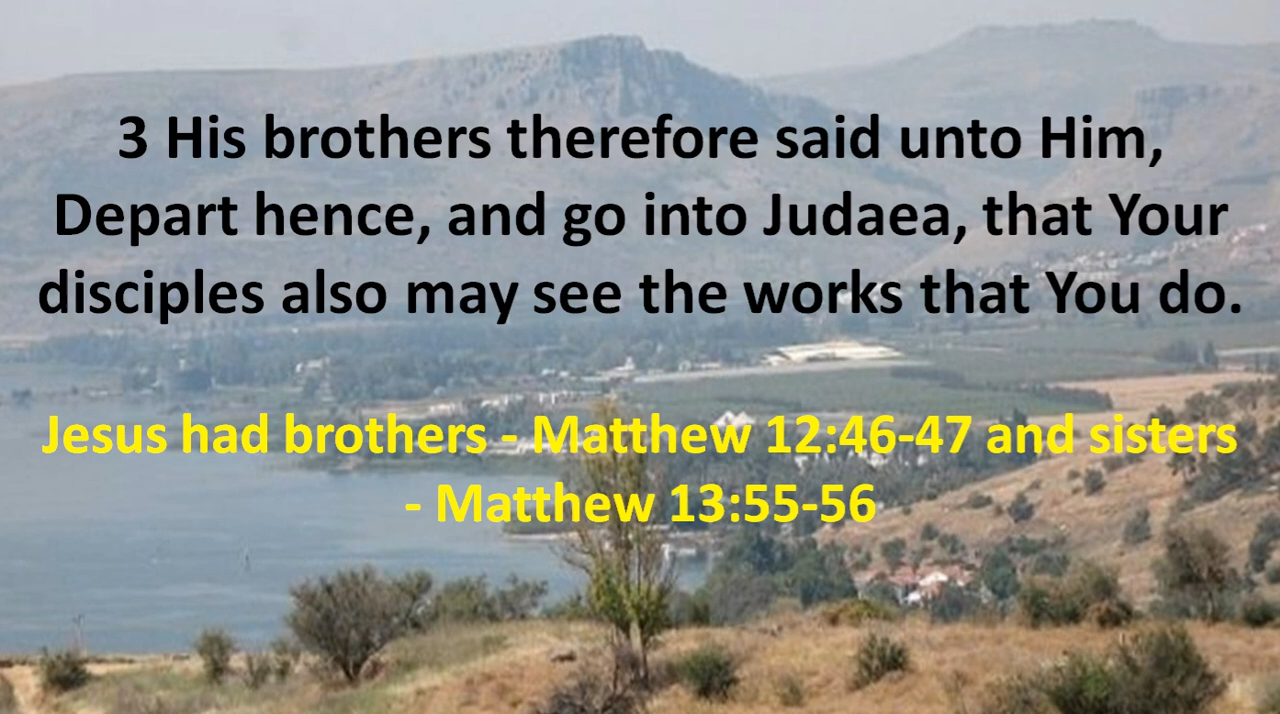 3 His brothers therefore said unto Him,
Depart hence, and go into Judaea, that Your
disciples also may see the works that You do.
Jesus had brothers - Matthew 12:46-47 and sisters
- Matthew 13:55-56